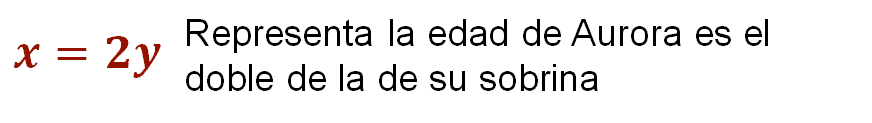 x = 2y Representa la edad de Aurora es el
doble de la de su sobrina